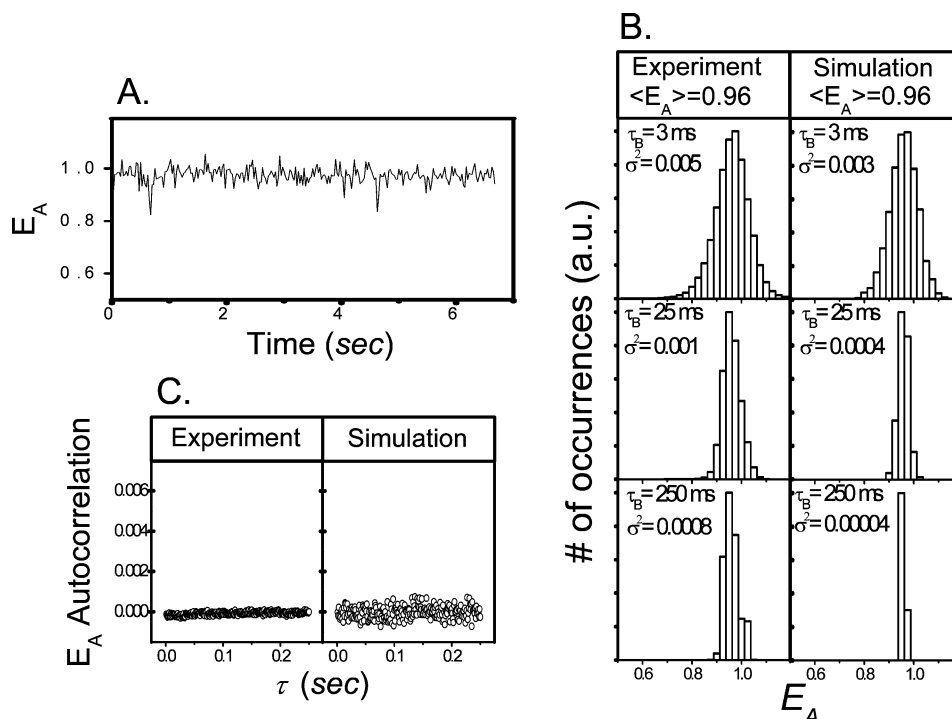 A.
E_A
1.0
0.8
0.6
0 2 4 6
Time (sec)
B.
Experiment
<E_A>=0.96
Simulation
<E_A>=0.96
τ_B=3 ms
σ²=0.005
τ_B=3 ms
σ²=0.003
τ_B=25 ms
σ²=0.001
τ_B=25 ms
σ²=0.0004
τ_B=250 ms
σ²=0.0008
τ_B=250 ms
σ²=0.00004
# of occurrences (a.u.)
0.6 0.8 1.0 0.6 0.8 1.0
E_A
C.
Experiment Simulation
E_A Autocorrelation
0.006
0.004
0.002
0.000
0.0 0.1 0.2 0.0 0.1 0.2
τ (sec)